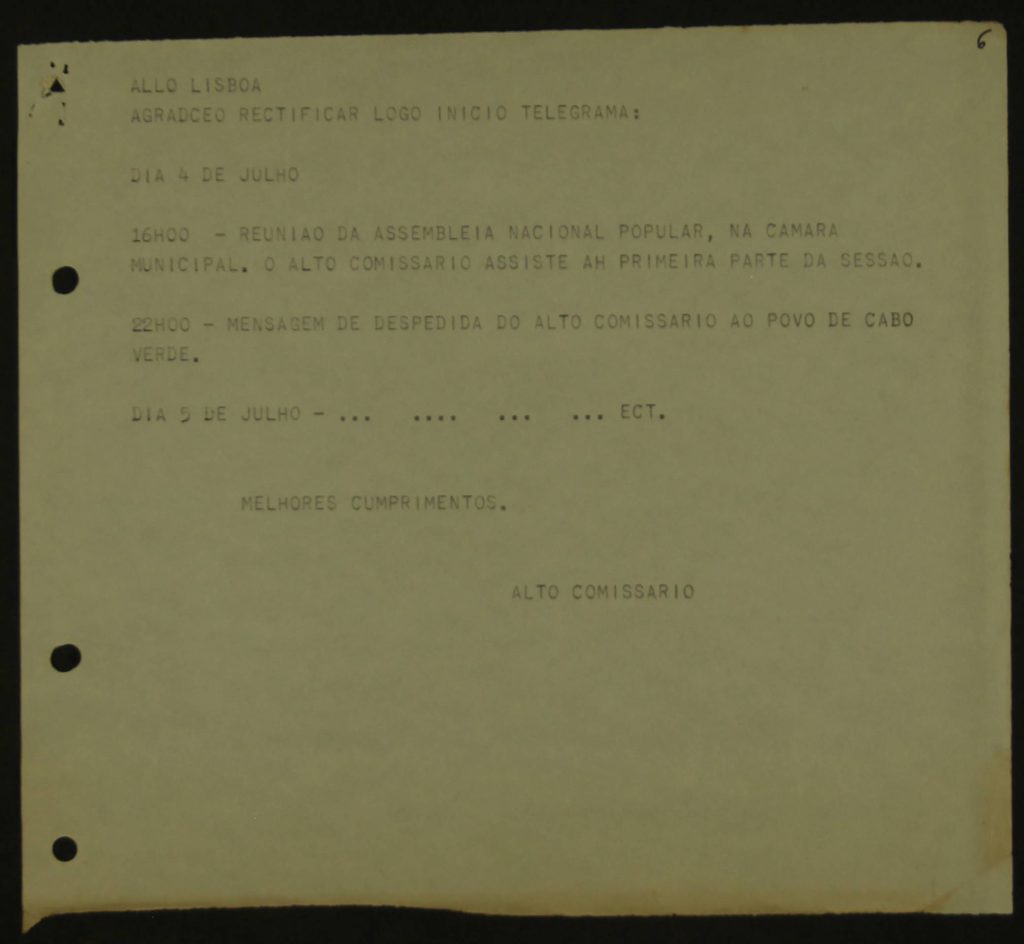 6
ALLO LISBOA
AGRADCEO RECTIFICAR LOGO INICIO TELEGRAMA:
DIA 4 DE JULHO
16H00 - REUNIAO DA ASSEMBLEIA NACIONAL POPULAR, NA CAMARA
MUNICIPAL. O ALTO COMISSARIO ASSISTE AH PRIMEIRA PARTE DA SESSAO.
22H00 - MENSAGEM DE DESPEDIDA DO ALTO COMISSARIO AO POVO DE CABO
VERDE.
DIA 5 DE JULHO - ... .... ... ... ECT.
MELHORES CUMPRIMENTOS.
ALTO COMISSARIO